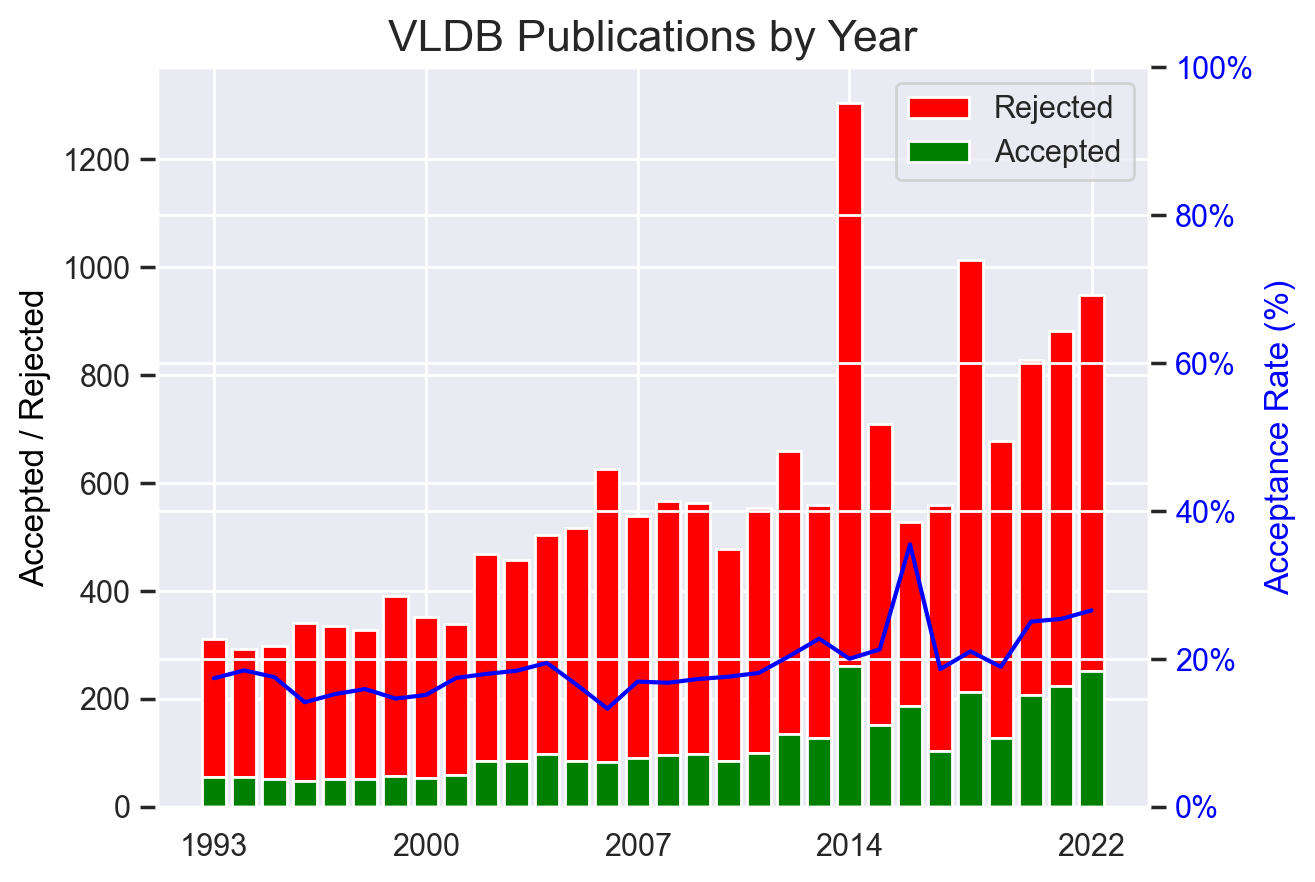 VLDB Publications by Year
Rejected
Accepted
Accepted / Rejected
1200
1000
800
600
400
200
0
100%
80%
60%
40%
20%
0%
Acceptance Rate (%)
1993 2000 2007 2014 2022